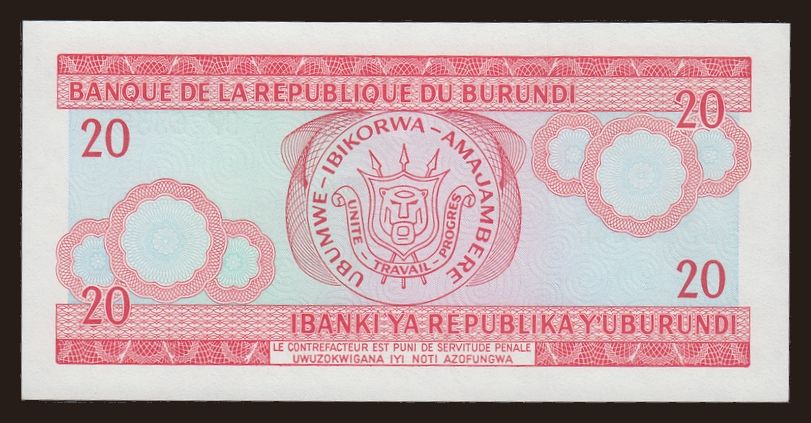 BANQUE DE LA REPUBLIQUE DU BURUNDI
20
20
UBUMWE-IBIKORWA-AMAJAMBERE
UNITE-TRAVAIL-PROGRES
20
20
IBANKI YA REPUBLIKA Y'UBURUNDI
LE CONTREFACTEUR EST PUNI DE SERVITUDE PENALE
UWUZOKWIGANA IYI NOTI AZOFUNGWA